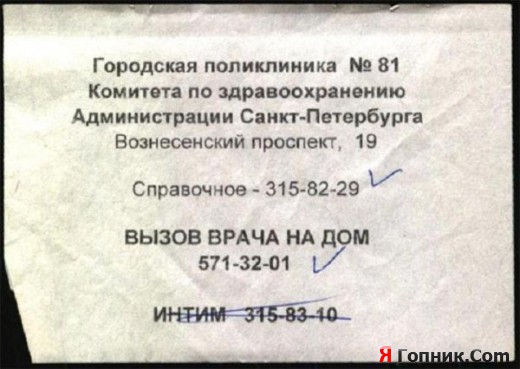 Городская поликлиника № 81
Комитета по здравоохранению
Администрации Санкт-Петербурга
Вознесенский проспект, 19
Справочное - 315-82-29
ВЫЗОВ ВРАЧА НА ДОМ
571-32-01
ИНТИМ 315-83-10
Я Гопник.Com